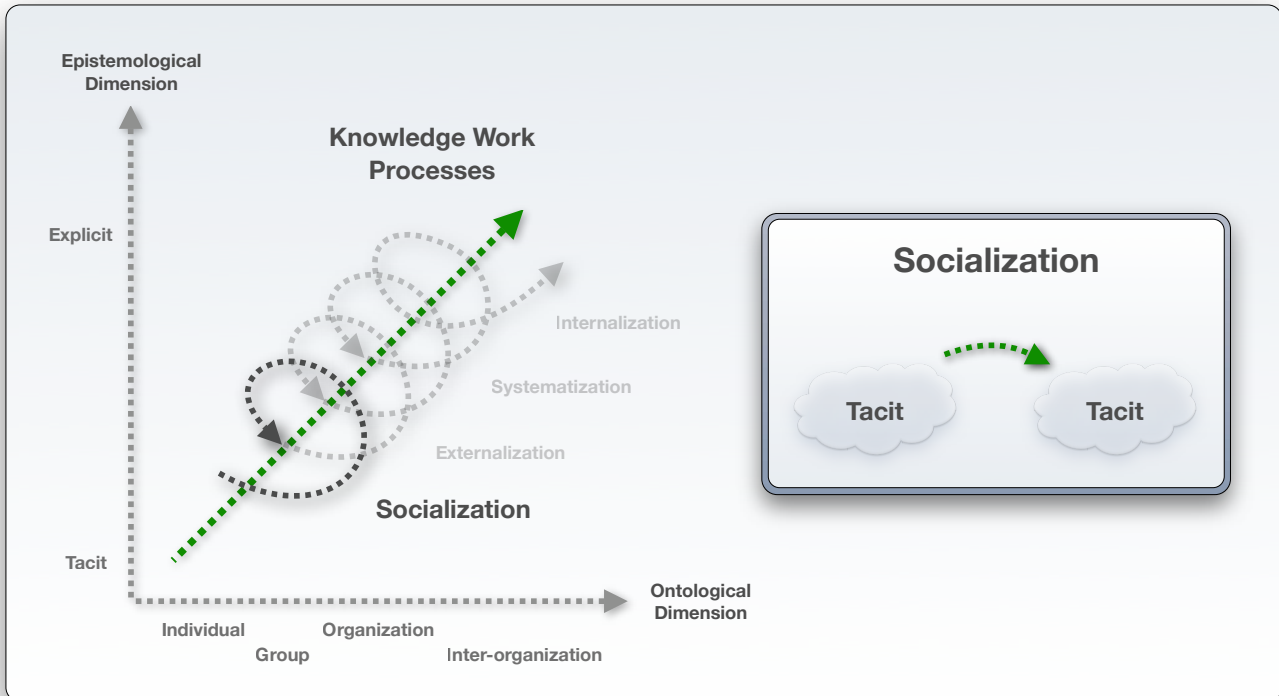 Epistemological
Dimension
Knowledge Work
Processes
Explicit
Socialization
Internalization
Systematization
Tacit
Tacit
Externalization
Socialization
Tacit
Ontological
Dimension
Individual
Organization
Group
Inter-organization